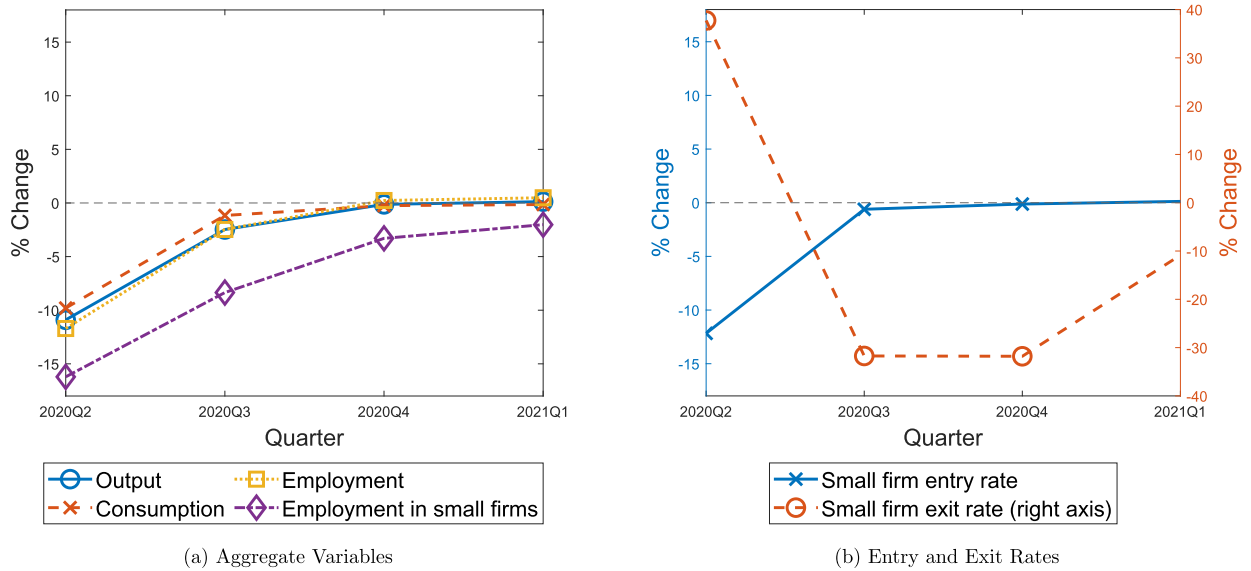 % Change
15
10
5
0
-5
-10
-15
2020Q2 2020Q3 2020Q4 2021Q1
Quarter
Output Employment
Consumption Employment in small firms
(a) Aggregate Variables
% Change
15
10
5
0
-5
-10
-15
40
30
20
10
0
-10
-20
-30
-40
% Change
2020Q2 2020Q3 2020Q4 2021Q1
Quarter
Small firm entry rate
Small firm exit rate (right axis)
(b) Entry and Exit Rates